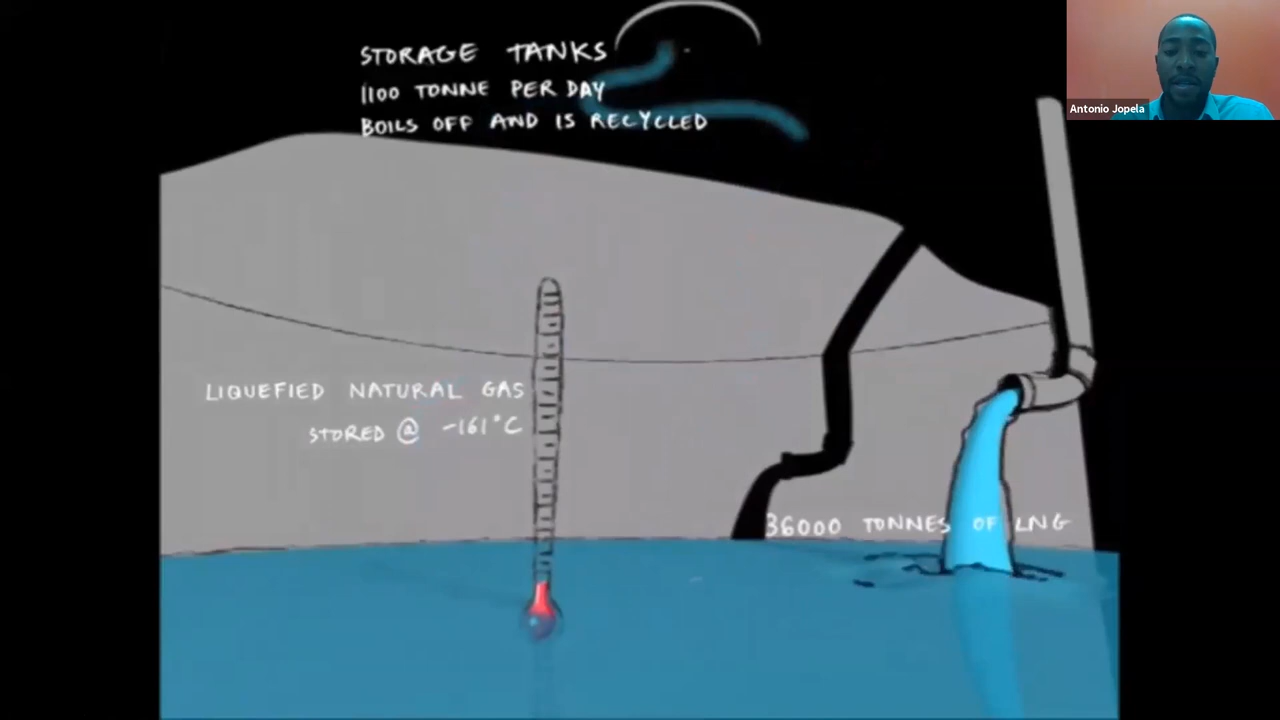 STORAGE TANKS
1100 TONNE PER DAY
BOILS OFF AND IS RECYCLED
Antonio Jopela
LIQUEFIED NATURAL GAS
STORED @ -161°C
36000 TONNES OF LNG